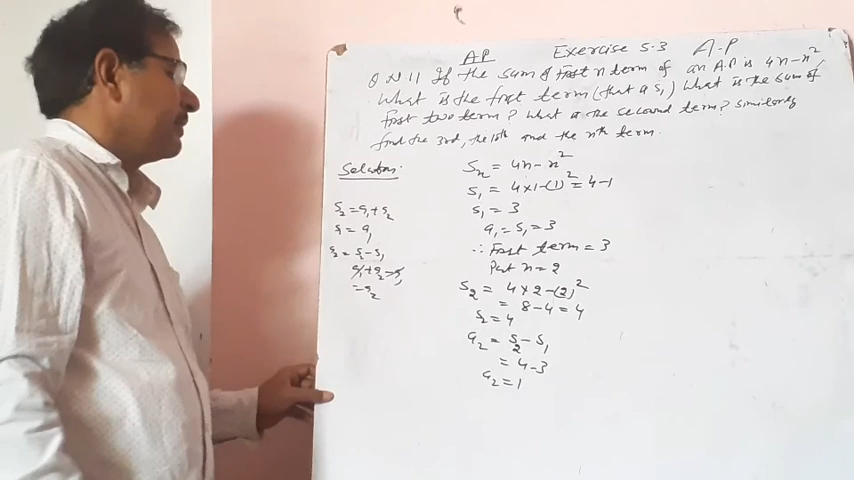 AP Exercise 5.3 A.P
Q N 11 If the sum of first n term of an A.P is 4n-n²,
What is the first term (that is S₁) What is the sum of
first two term? What is the second term? similarly
find the 3rd, the 10th and the nth term.
Solution:
S₂ = a₁+a₂
S₁ = a₁
a₂ = S₂-S₁
a₁+a₂-a₁
= a₂
Sn = 4n-n²
S₁ = 4×1-(1)² = 4-1
S₁ = 3
a₁ = S₁ = 3
∴ First term = 3
Put n = 2
S₂ = 4×2-(2)²
= 8-4 = 4
S₂ = 4
a₂ = S₂-S₁
= 4-3
a₂ = 1